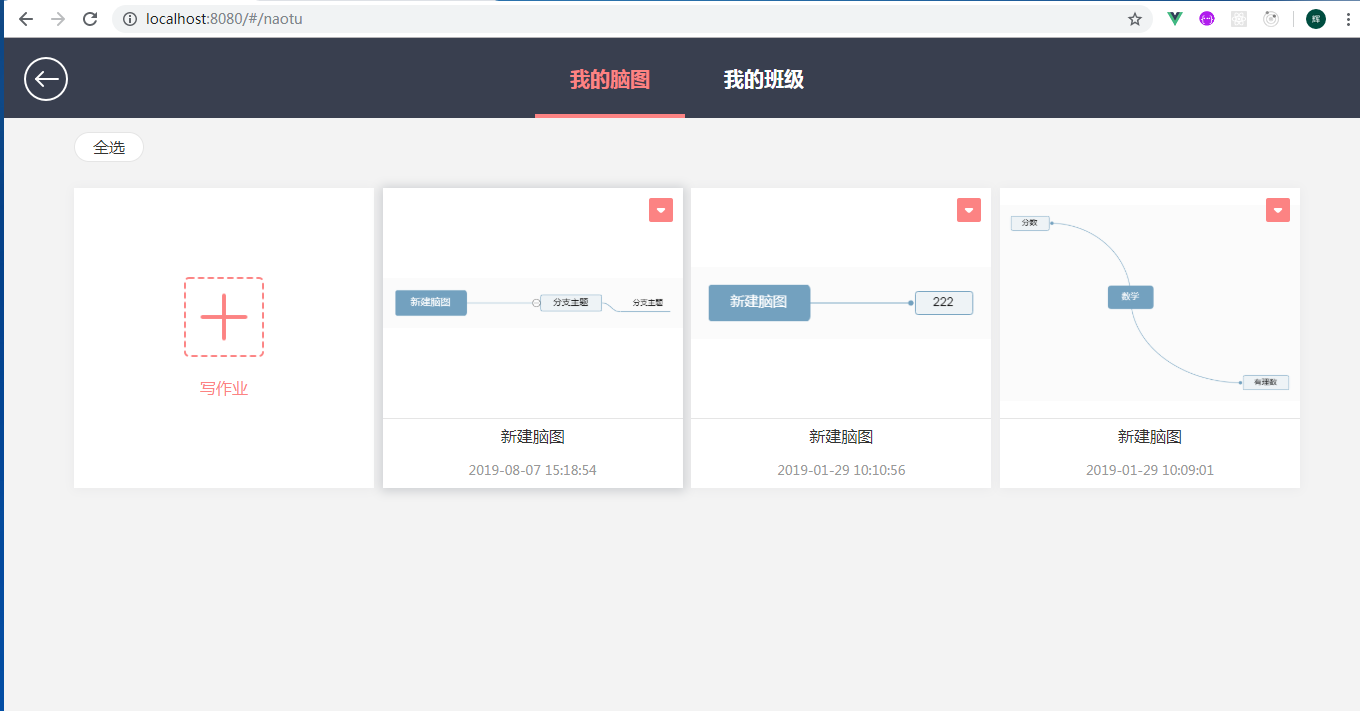 localhost:8080/#/naotu
辉
我的脑图
我的班级
全选
写作业
新建脑图
分支主题
分支主题
新建脑图
2019-08-07 15:18:54
新建脑图
222
新建脑图
2019-01-29 10:10:56
分数
数学
有理数
新建脑图
2019-01-29 10:09:01